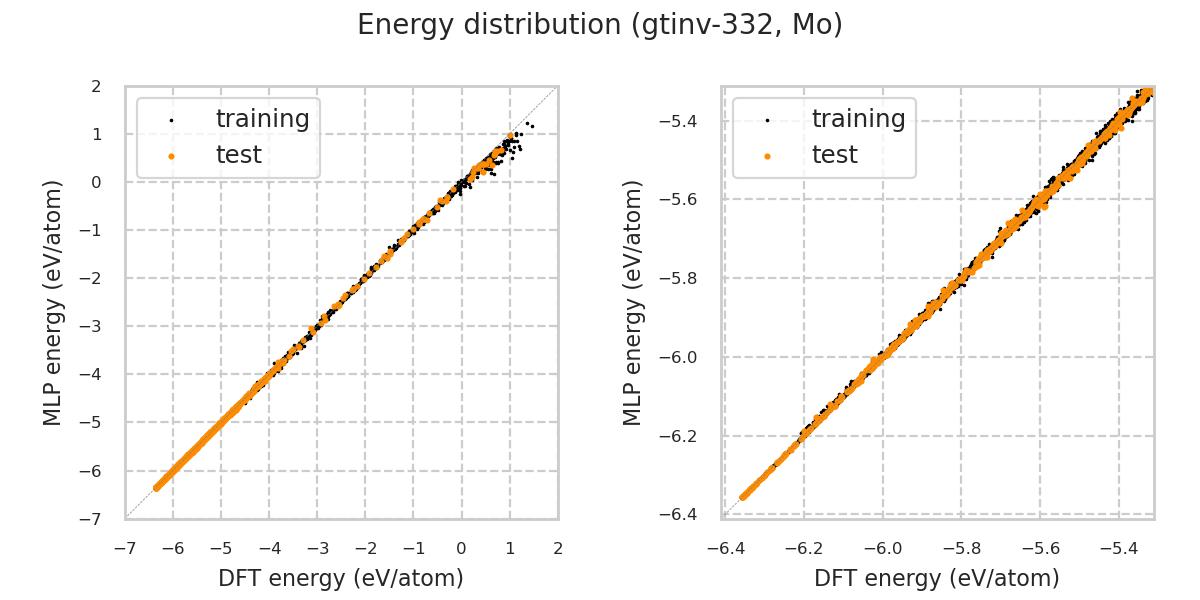 Energy distribution (gtinv-332, Mo)
training
test
2
1
0
−1
−2
−3
−4
−5
−6
−7
MLP energy (eV/atom)
−7 −6 −5 −4 −3 −2 −1 0 1 2
DFT energy (eV/atom)
training
test
−5.4
−5.6
−5.8
−6.0
−6.2
−6.4
MLP energy (eV/atom)
−6.4 −6.2 −6.0 −5.8 −5.6 −5.4
DFT energy (eV/atom)